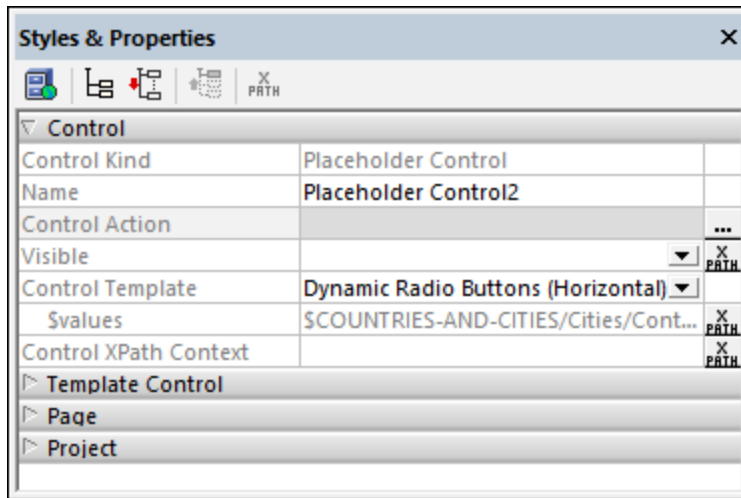 Styles & Properties
X PATH
Control
Control Kind Placeholder Control
Name Placeholder Control2
Control Action ...
Visible X PATH
Control Template Dynamic Radio Buttons (Horizontal)
$values $COUNTRIES-AND-CITIES/Cities/Cont... X PATH
Control XPath Context X PATH
Template Control
Page
Project